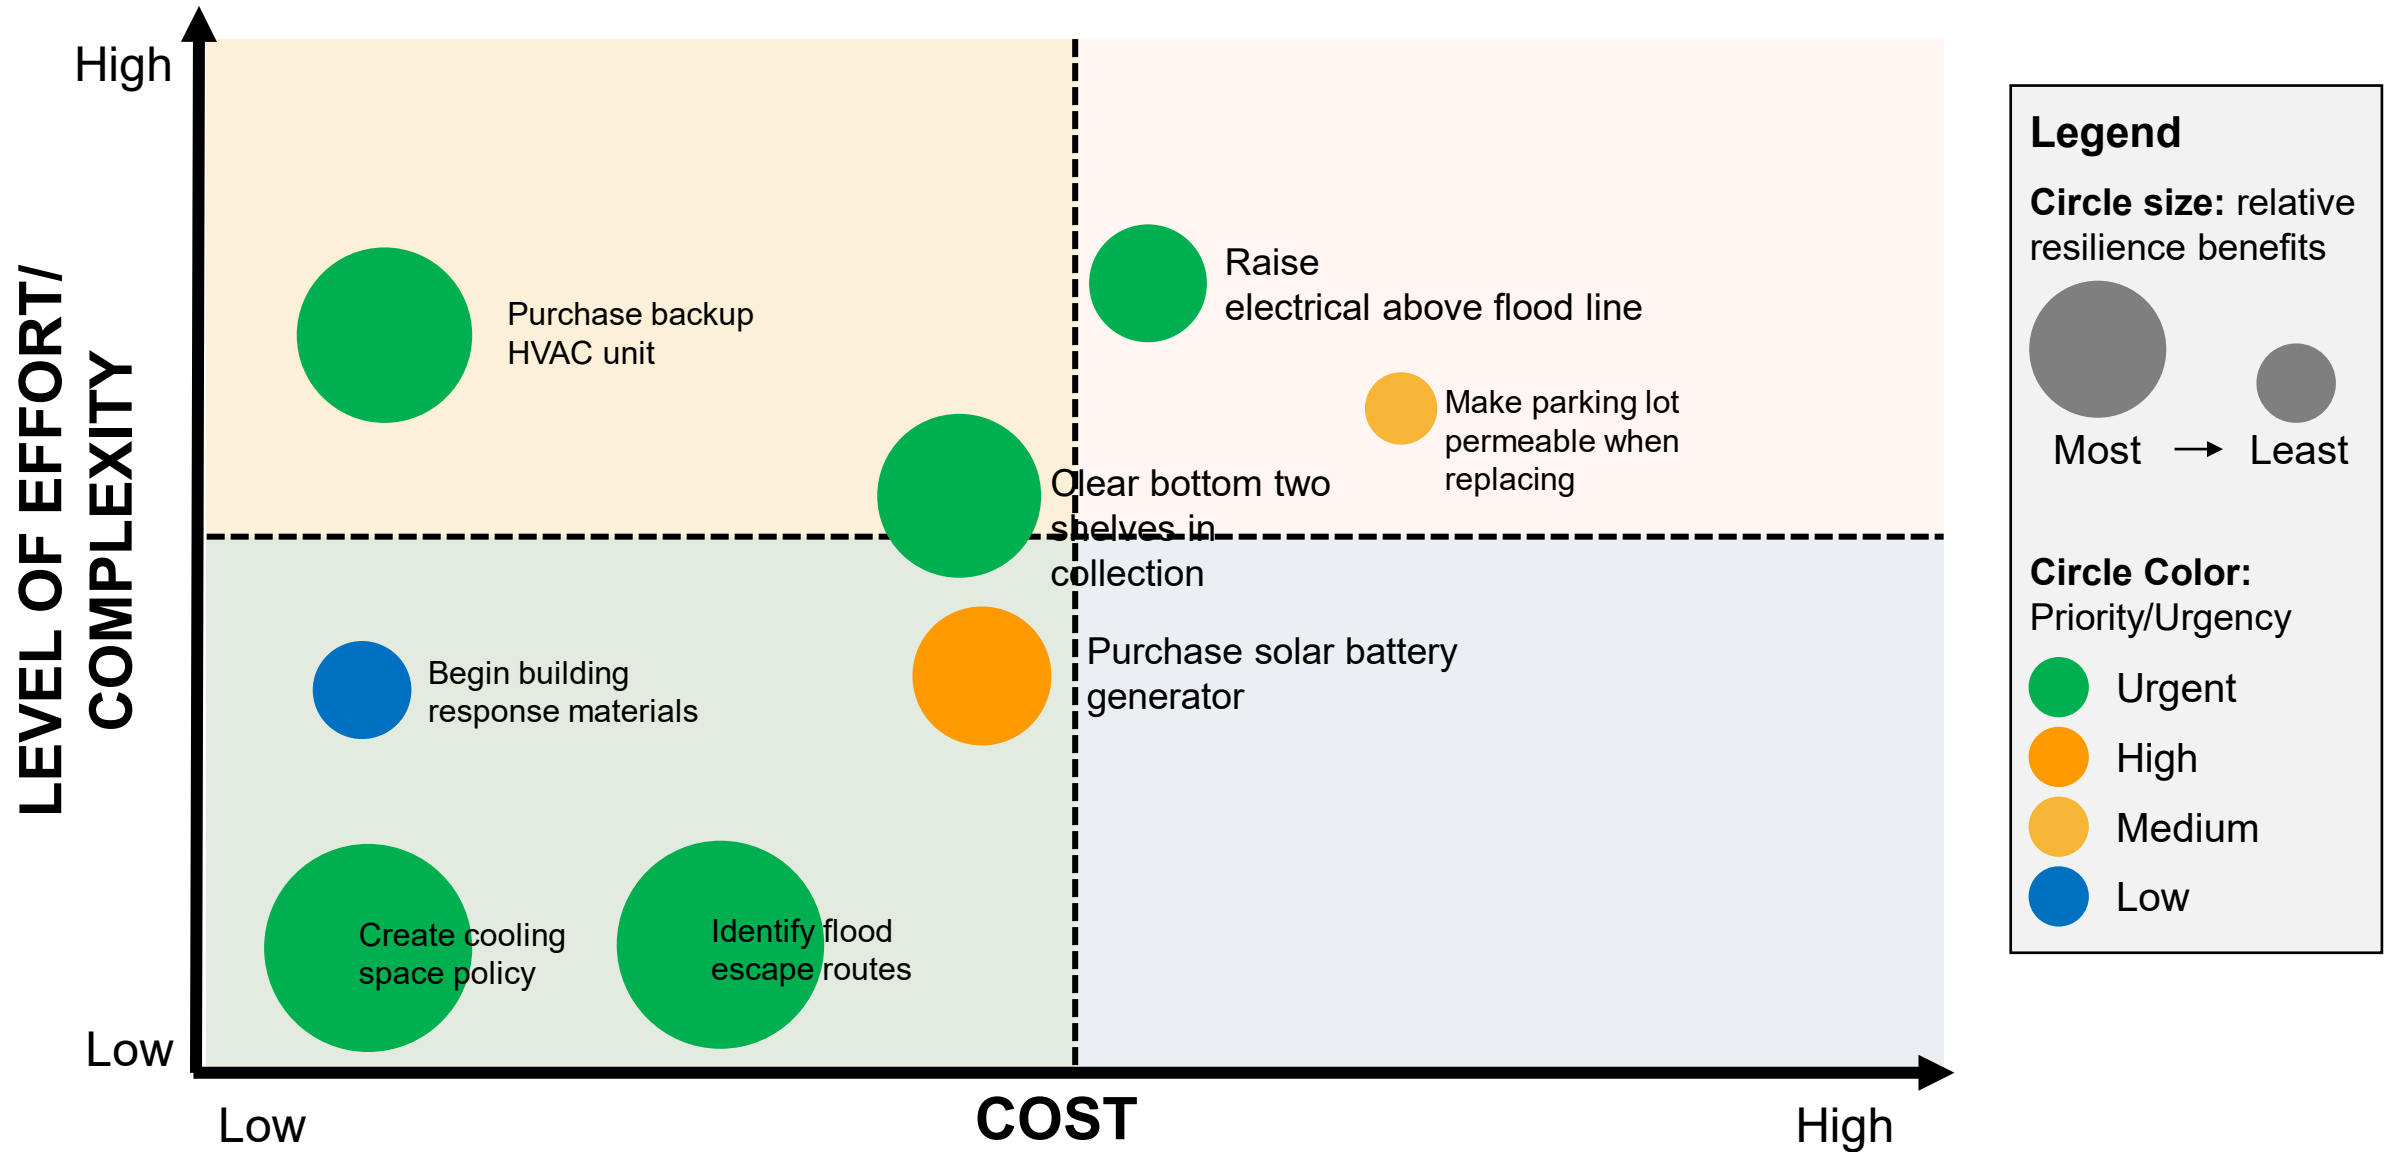 High
LEVEL OF EFFORT/
COMPLEXITY
Low
Purchase backup
HVAC unit
Raise
electrical above flood line
Make parking lot
permeable when
replacing
Clear bottom two
shelves in
collection
Begin building
response materials
Purchase solar battery
generator
Create cooling
space policy
Identify flood
escape routes
Low
COST
High
Legend
Circle size: relative
resilience benefits
Most
Least
Circle Color:
Priority/Urgency
Urgent
High
Medium
Low